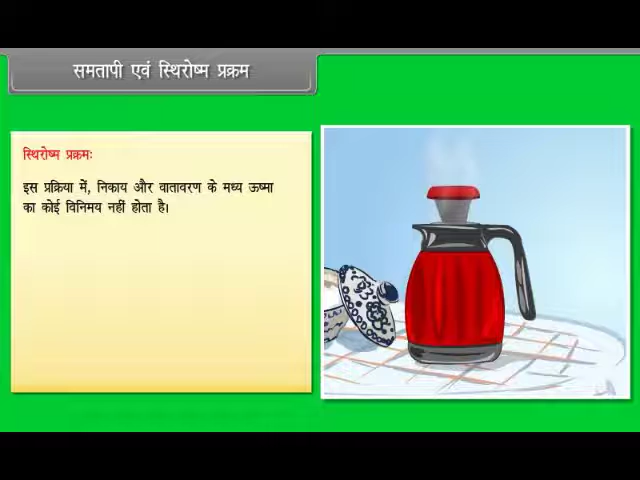 समतापी एवं स्थिरोष्म प्रक्रम
स्थिरोष्म प्रक्रमः
इस प्रक्रिया में, निकाय और वातावरण के मध्य ऊष्मा
का कोई विनिमय नहीं होता है।